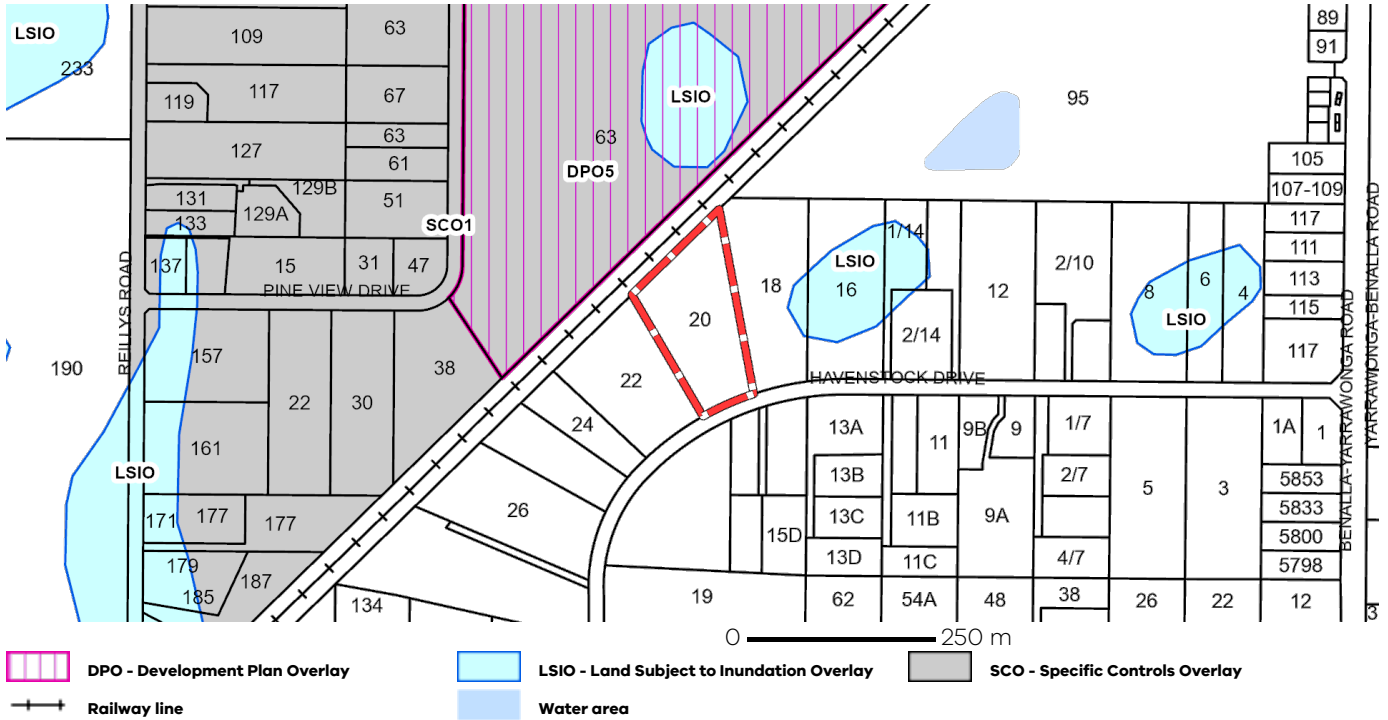 89
LSIO
109
63
91
233
119
117
67
LSIO
95
63
63
127
61
105
DPO5
131
129B
51
107-109
133
129A
SCO1
117
1/14
111
137
15
31
47
LSIO
18
16
12
2/10
8
6
4
113
PINE VIEW DRIVE
REILLYS ROAD
20
LSIO
115
2/14
157
190
38
22
117
HAVENSTOCK DRIVE
BENALLA-YARRAWONGA ROAD
YARRAWONGA-BENALLA ROAD
22
30
24
13A
11
9B
9
1/7
1A
1
161
LSIO
13B
2/7
5
3
5853
171
177
177
26
13C
11B
9A
5833
15D
5800
179
13D
11C
4/7
5798
187
185
134
19
62
54A
48
38
26
22
12
3
0 250 m
DPO - Development Plan Overlay
LSIO - Land Subject to Inundation Overlay
SCO - Specific Controls Overlay
Railway line
Water area